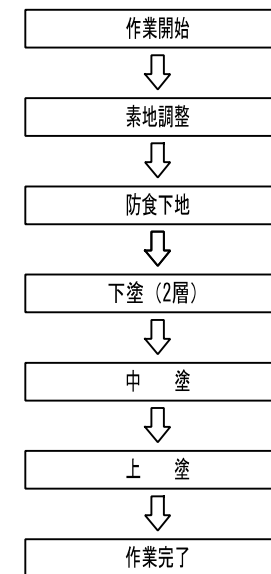 作業開始
素地調整
防食下地
下塗（2層）
中　塗
上　塗
作業完了